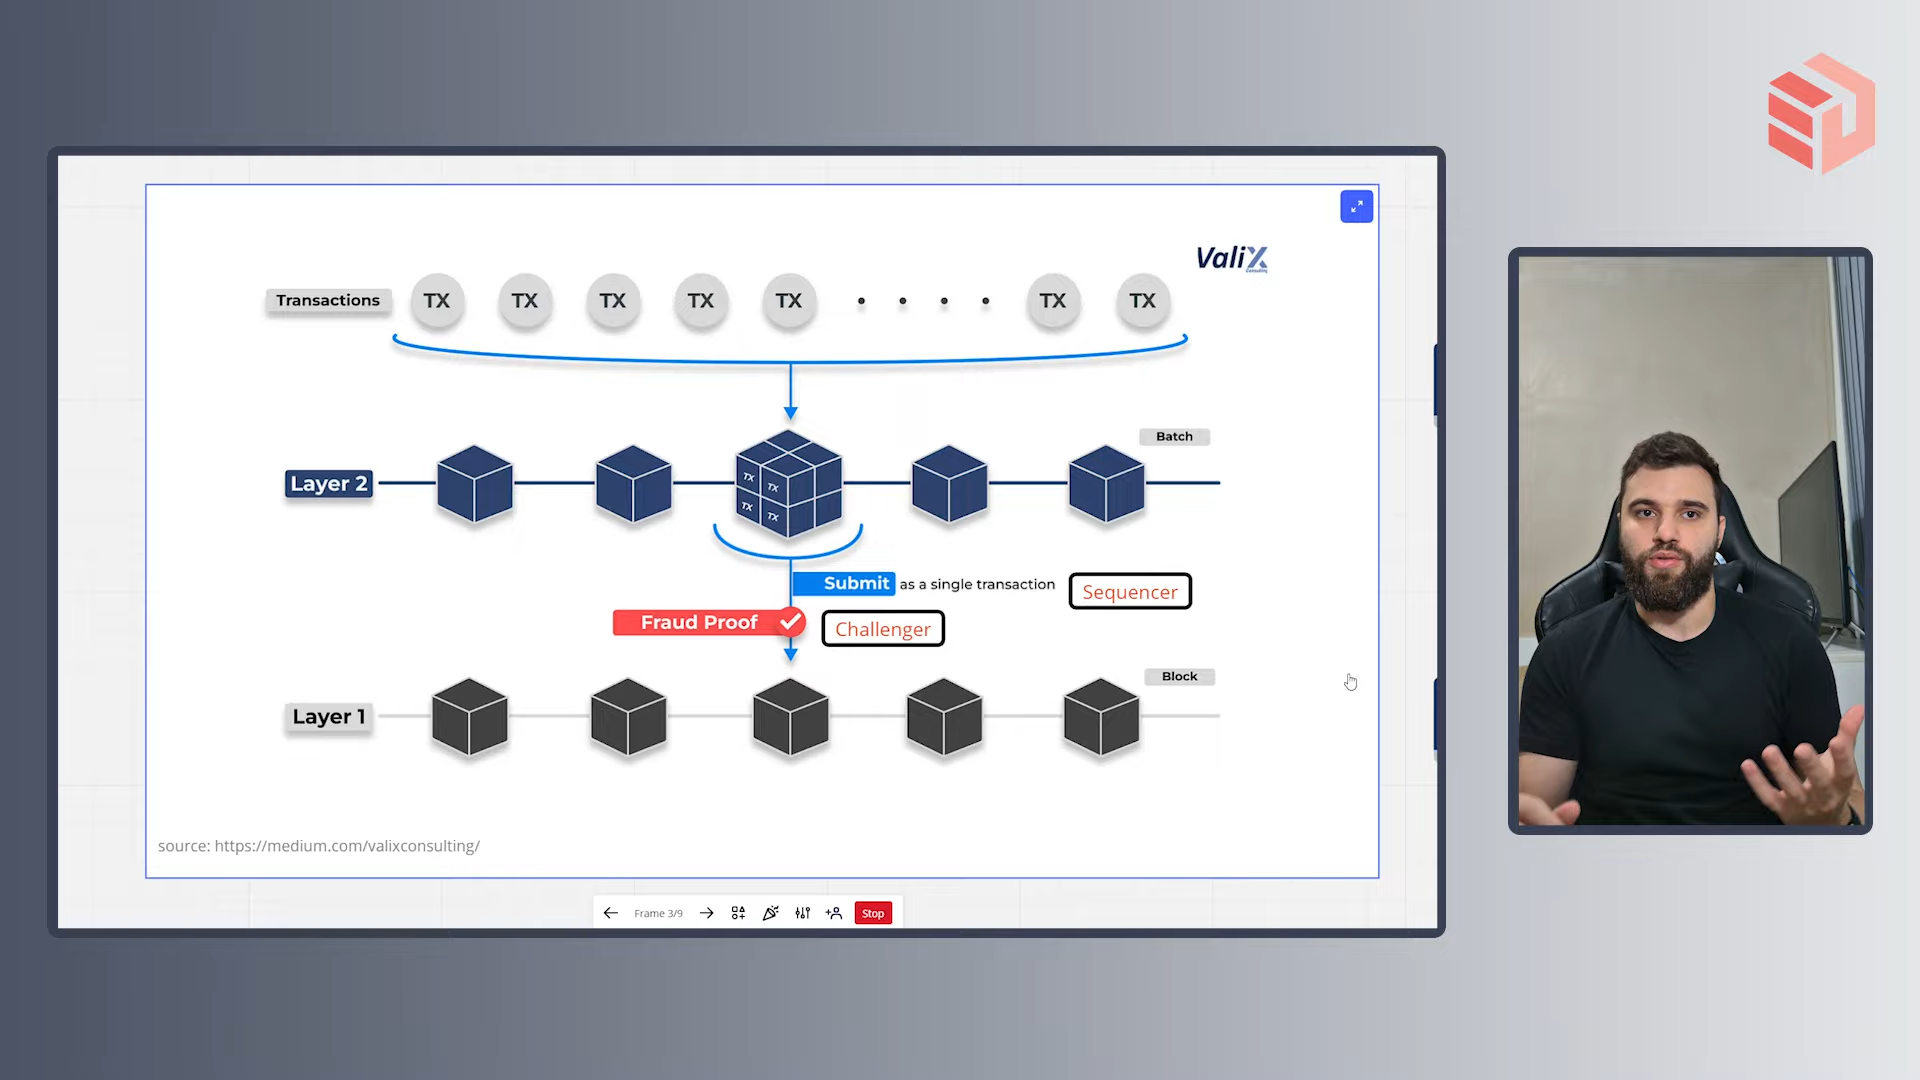 ValiX
Consulting
Transactions TX TX TX TX TX TX TX
Batch
Layer 2
TX TX
TX TX
Submit as a single transaction Sequencer
Fraud Proof Challenger
Block
Layer 1
source: https://medium.com/valixconsulting/
Frame 3/9 Stop